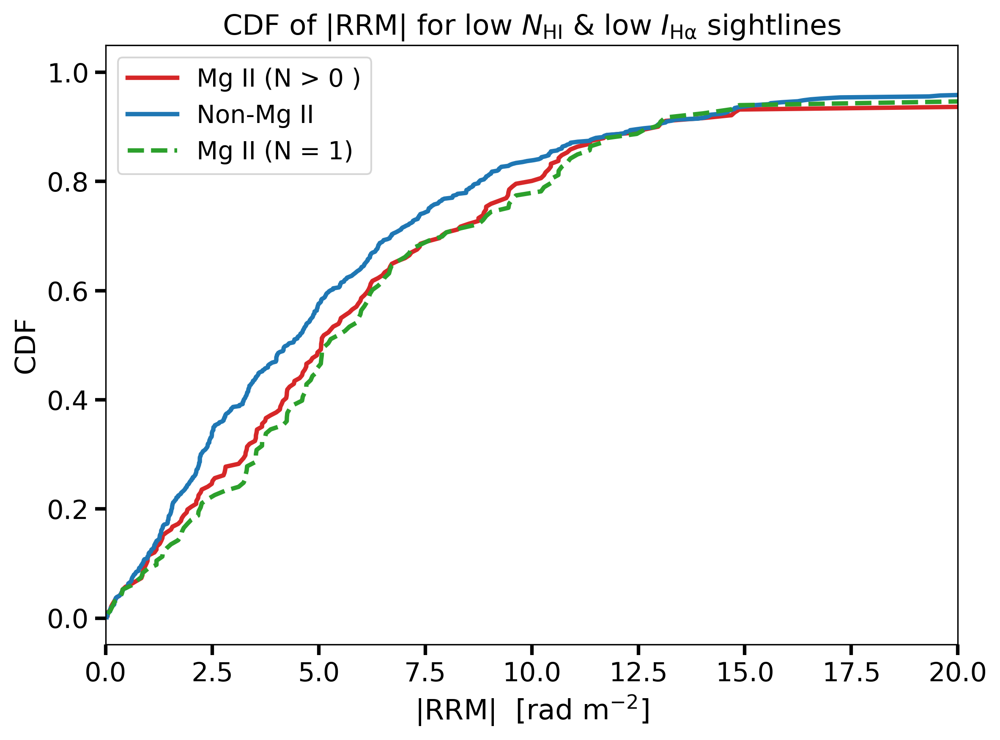 CDF of |RRM| for low N_HI & low I_Hα sightlines
Mg II (N > 0 )
Non-Mg II
Mg II (N = 1)
1.0
0.8
0.6
0.4
0.2
0.0
CDF
0.0 2.5 5.0 7.5 10.0 12.5 15.0 17.5 20.0
|RRM| [rad m⁻²]